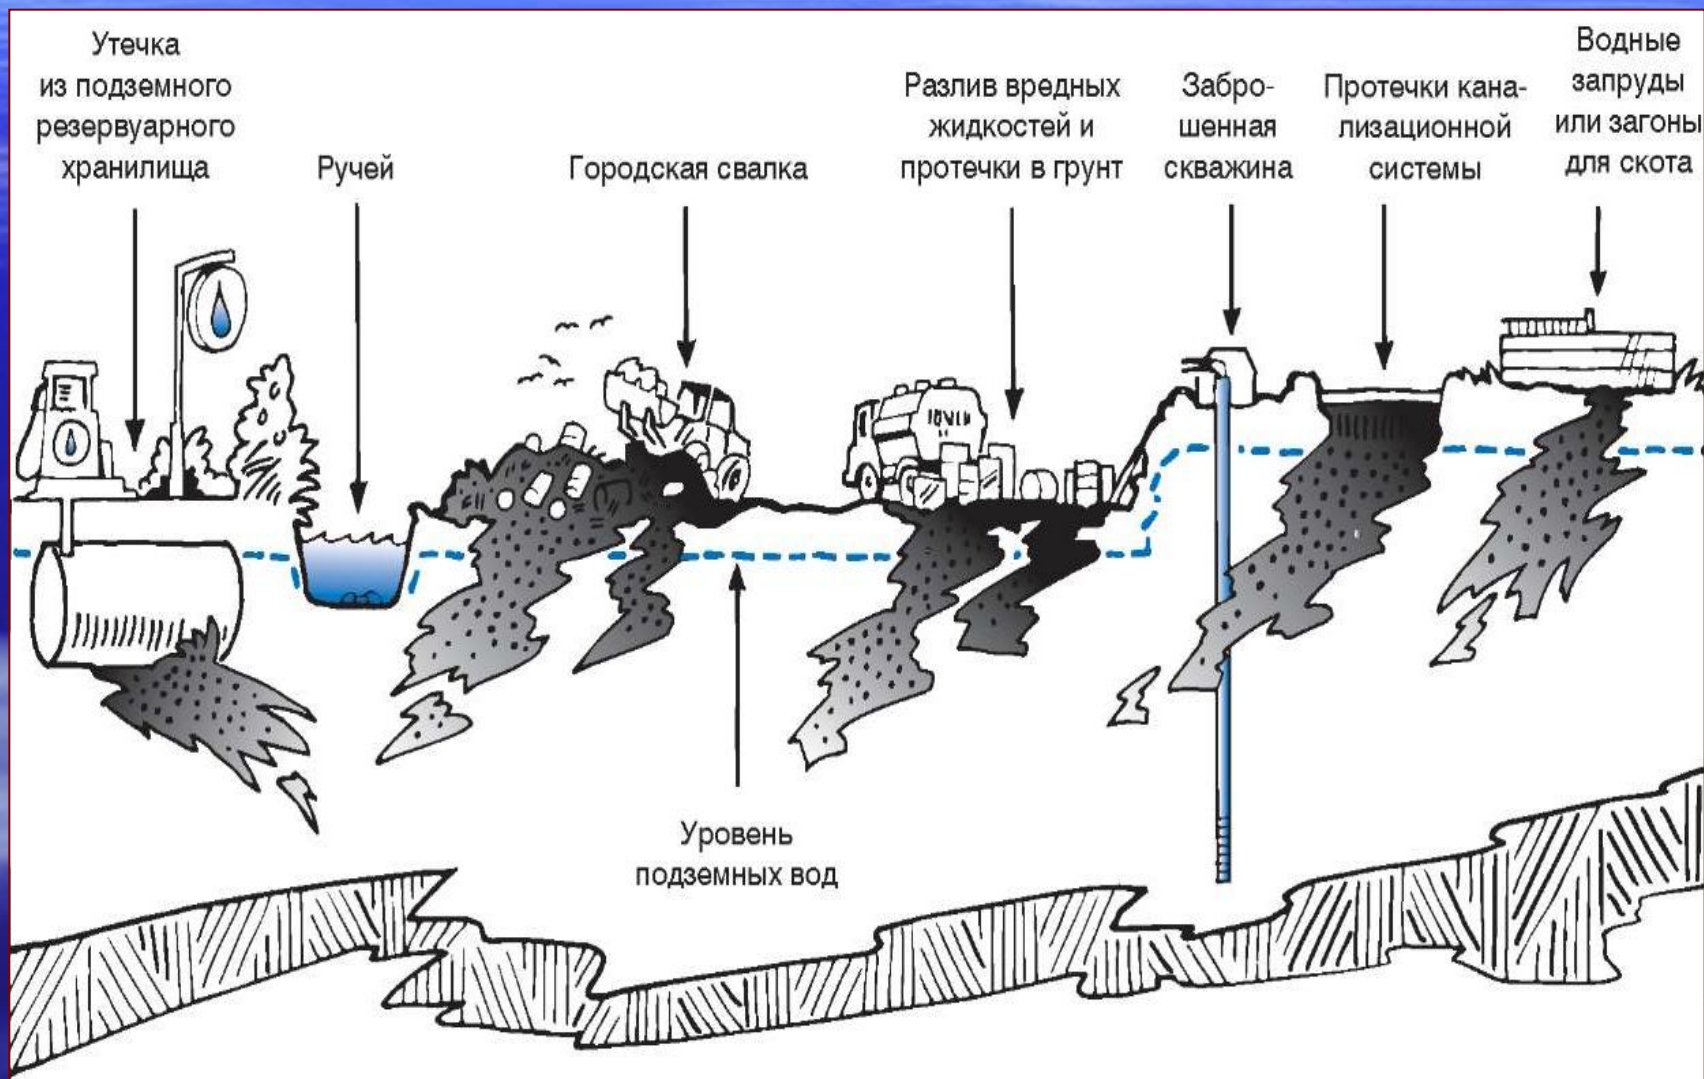 Утечка
из подземного
резервуарного
хранилища
Ручей
Городская свалка
Разлив вредных
жидкостей и
протечки в грунт
Забро-
шенная
скважина
Протечки кана-
лизационной
системы
Водные
запруды
или загоны
для скота
Уровень
подземных вод